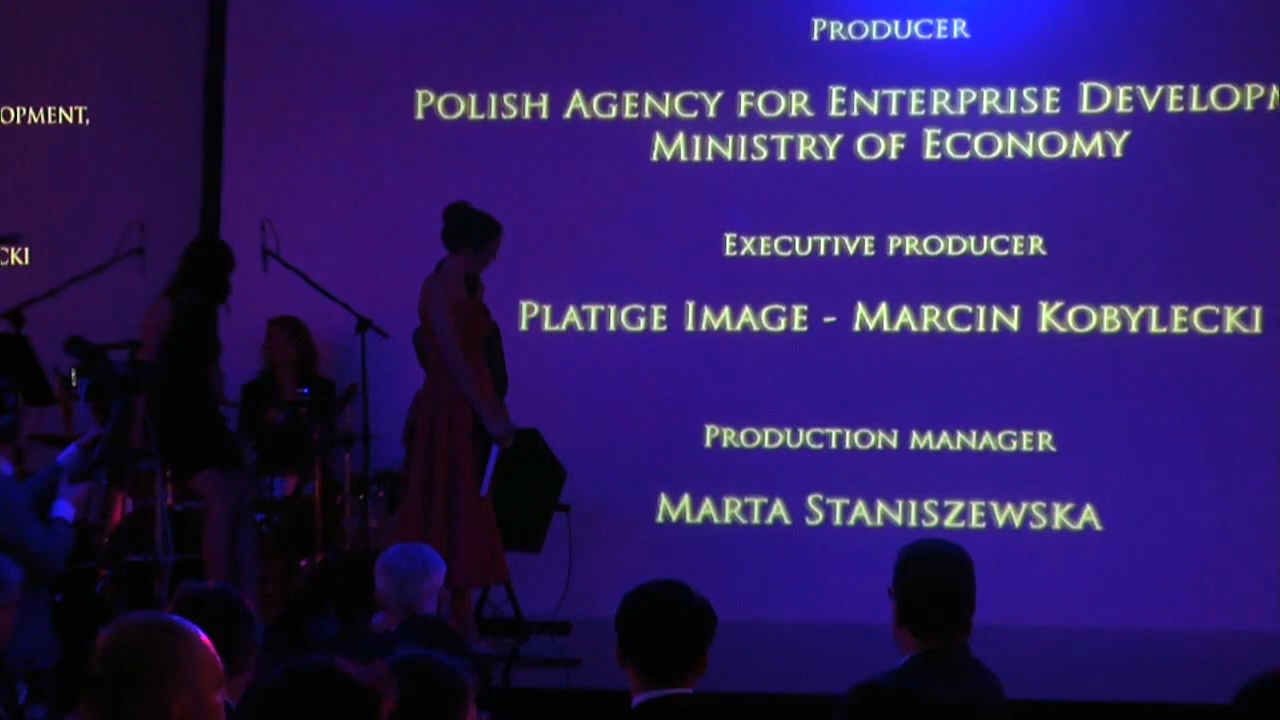 OPMENT,
CKI
PRODUCER
POLISH AGENCY FOR ENTERPRISE DEVELOP
MINISTRY OF ECONOMY
EXECUTIVE PRODUCER
PLATIGE IMAGE - MARCIN KOBYLECKI
PRODUCTION MANAGER
MARTA STANISZEWSKA